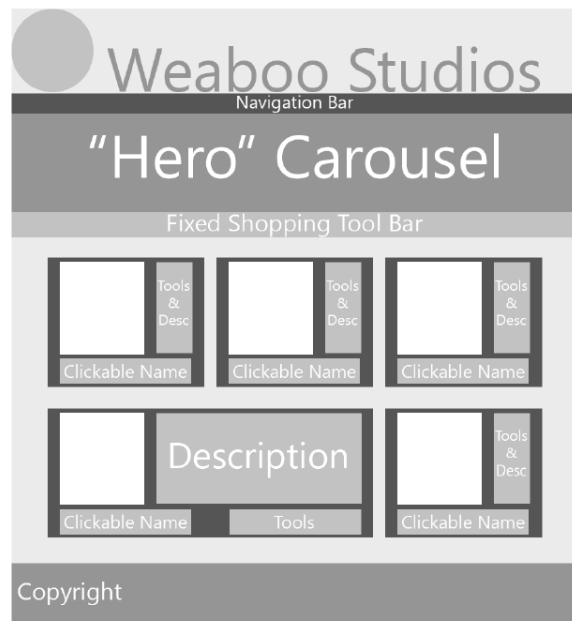 Weaboo Studios
Navigation Bar
“Hero” Carousel
Fixed Shopping Tool Bar
Tools
&
Desc
Clickable Name
Tools
&
Desc
Clickable Name
Tools
&
Desc
Clickable Name
Description
Clickable Name
Tools
Tools
&
Desc
Clickable Name
Copyright